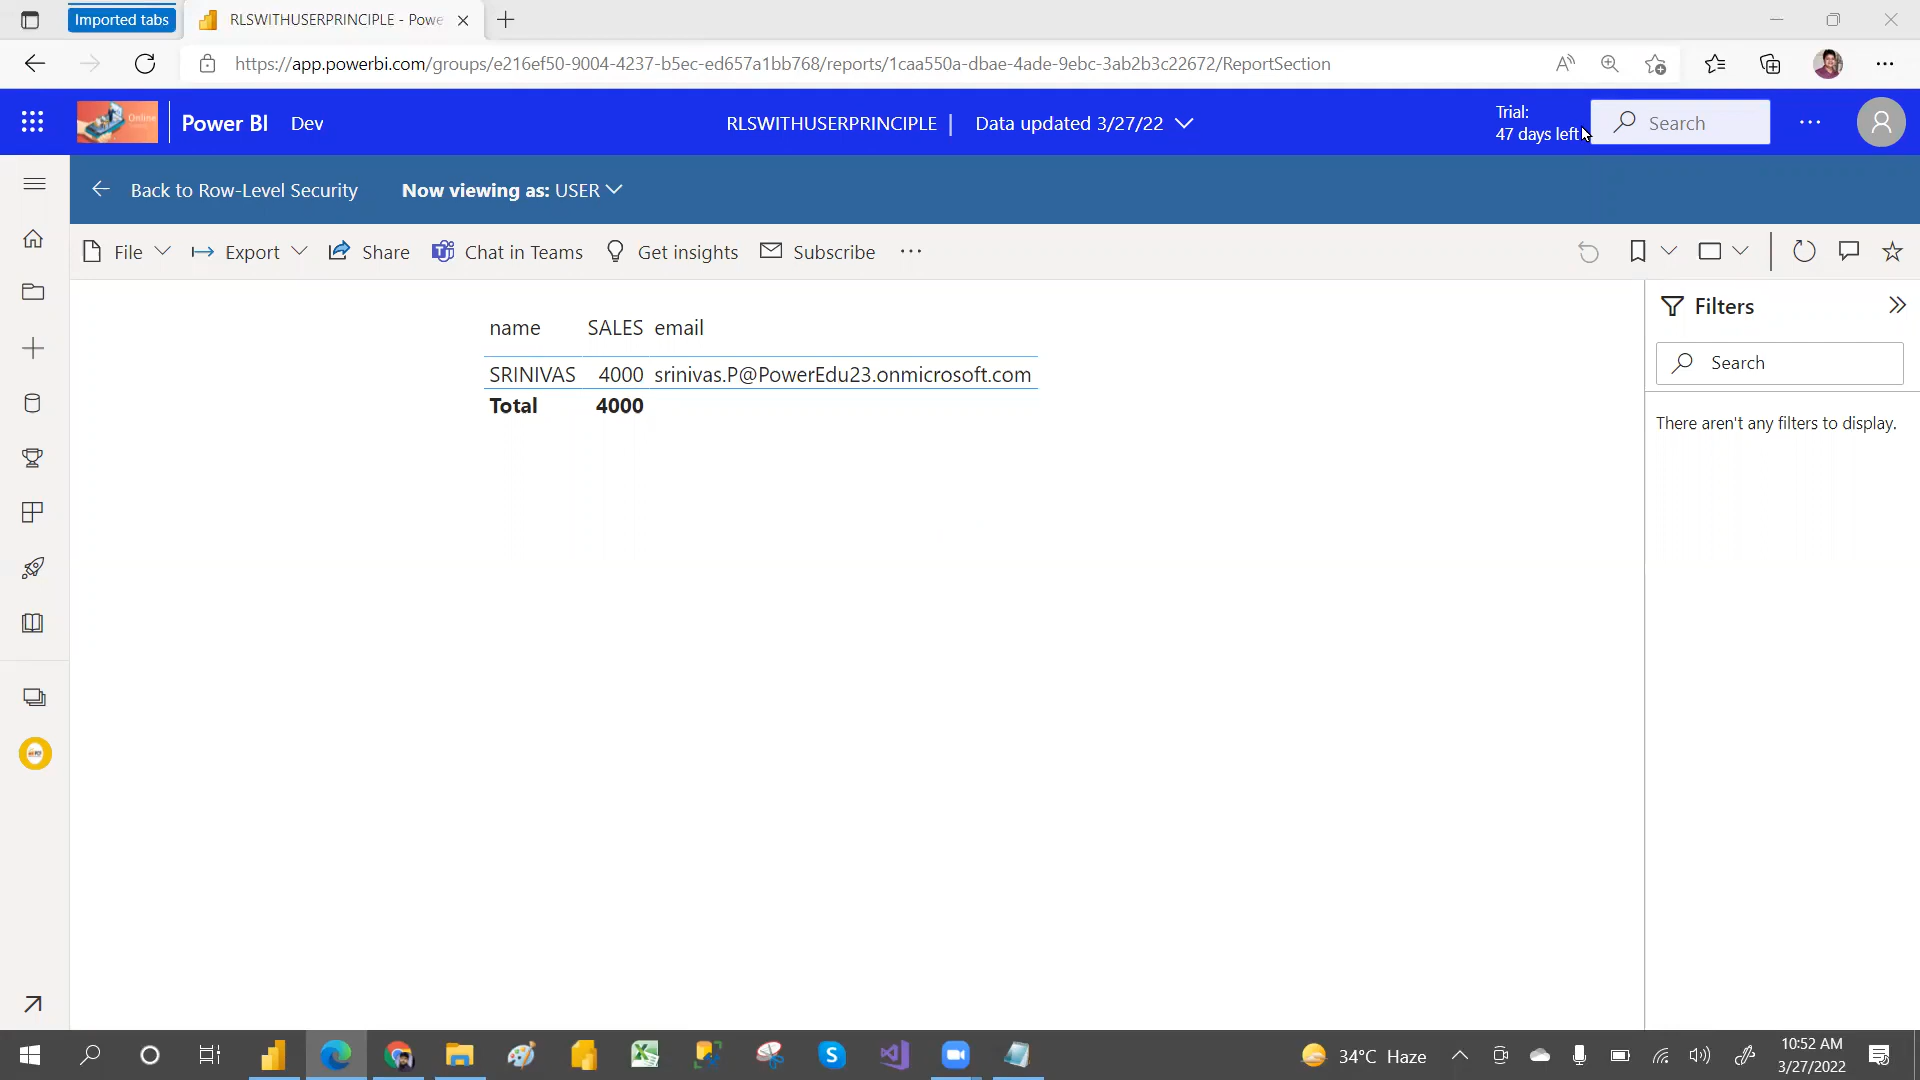 Imported tabs
RLSWITHUSERPRINCIPLE - Powe
https://app.powerbi.com/groups/e216ef50-9004-4237-b5ec-ed657a1bb768/reports/1caa550a-dbae-4ade-9ebc-3ab2b3c22672/ReportSection
Online
Power BI Dev
RLSWITHUSERPRINCIPLE | Data updated 3/27/22
Trial:
47 days left
Search
Back to Row-Level Security
Now viewing as: USER
File
Export
Share
Chat in Teams
Get insights
Subscribe
name SALES email
SRINIVAS 4000 srinivas.P@PowerEdu23.onmicrosoft.com
Total 4000
Filters
Search
There aren't any filters to display.
34°C Haze
10:52 AM
3/27/2022